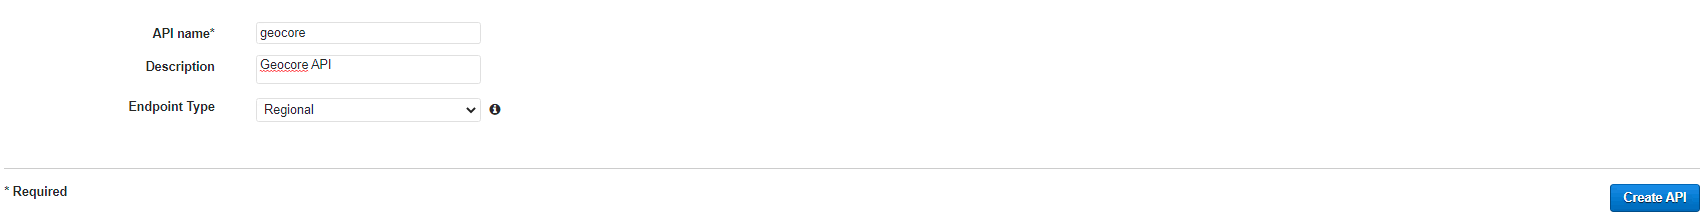 API name* geocore
Description Geocore API
Endpoint Type Regional
* Required
Create API